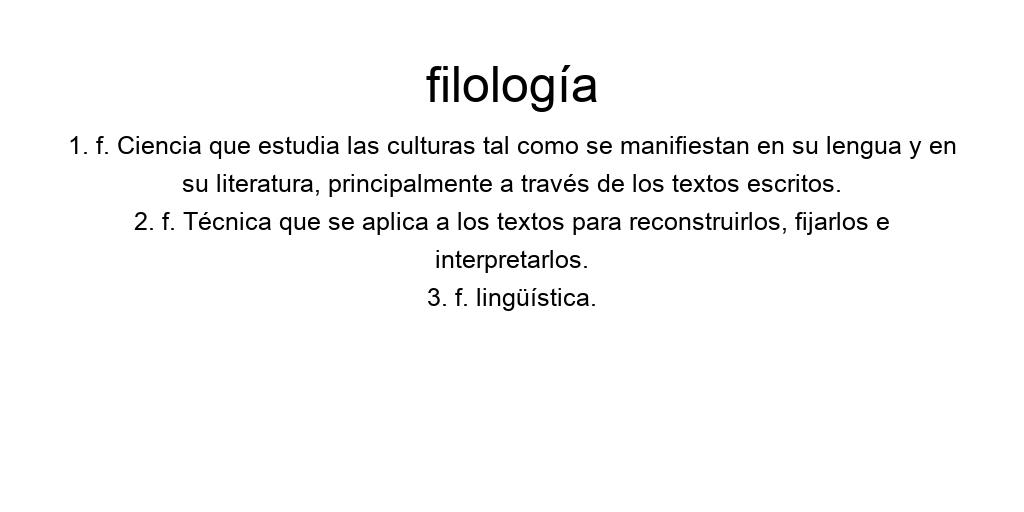 filología
1. f. Ciencia que estudia las culturas tal como se manifiestan en su lengua y en
su literatura, principalmente a través de los textos escritos.
2. f. Técnica que se aplica a los textos para reconstruirlos, fijarlos e
interpretarlos.
3. f. lingüística.